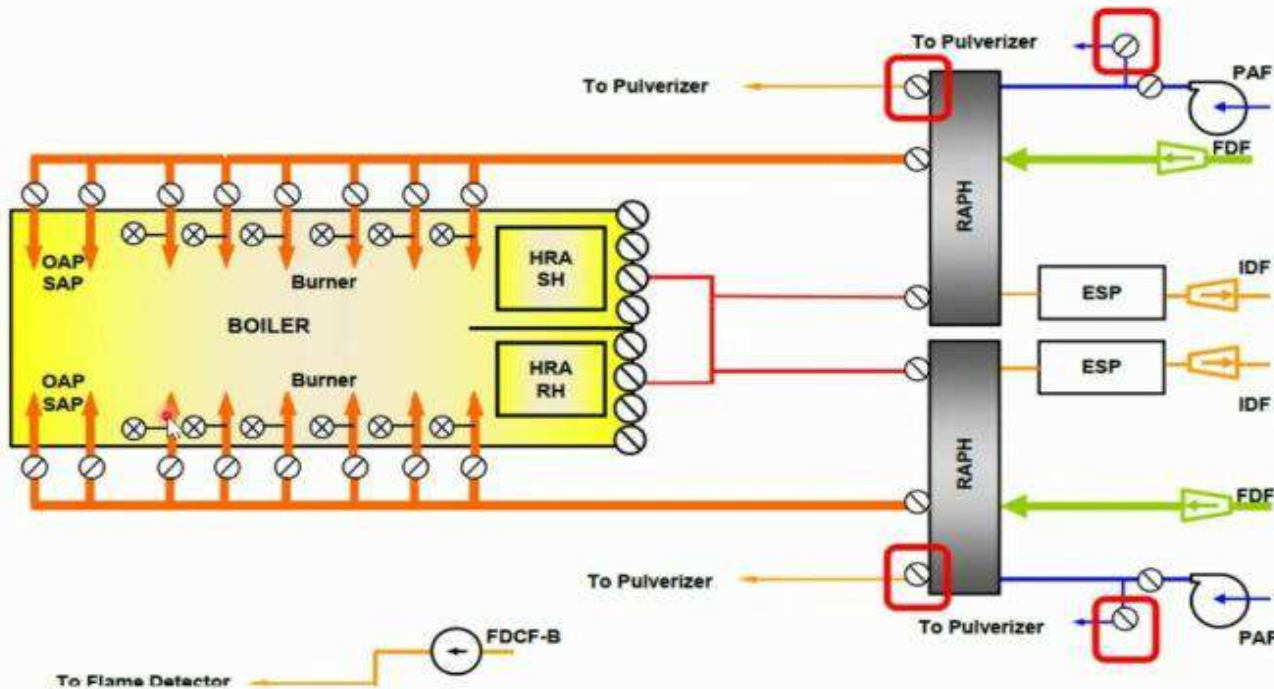 To Pulverizer
PAF
To Pulverizer
FDF
RAPH
OAP
SAP
Burner
HRA
SH
ESP
IDF
BOILER
OAP
SAP
Burner
HRA
RH
ESP
IDF
RAPH
FDF
To Pulverizer
To Pulverizer
PAF
FDCF-B
To Flame Detector